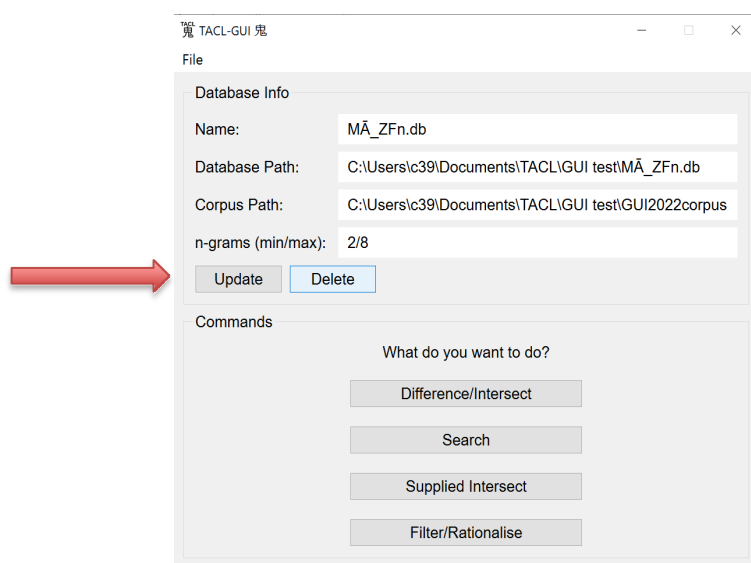 TACL
鬼 TACL-GUI 鬼
File
Database Info
Name: MĀ_ZFn.db
Database Path: C:\Users\c39\Documents\TACL\GUI test\MĀ_ZFn.db
Corpus Path: C:\Users\c39\Documents\TACL\GUI test\GUI2022corpus
n-grams (min/max): 2/8
Update Delete
Commands
What do you want to do?
Difference/Intersect
Search
Supplied Intersect
Filter/Rationalise